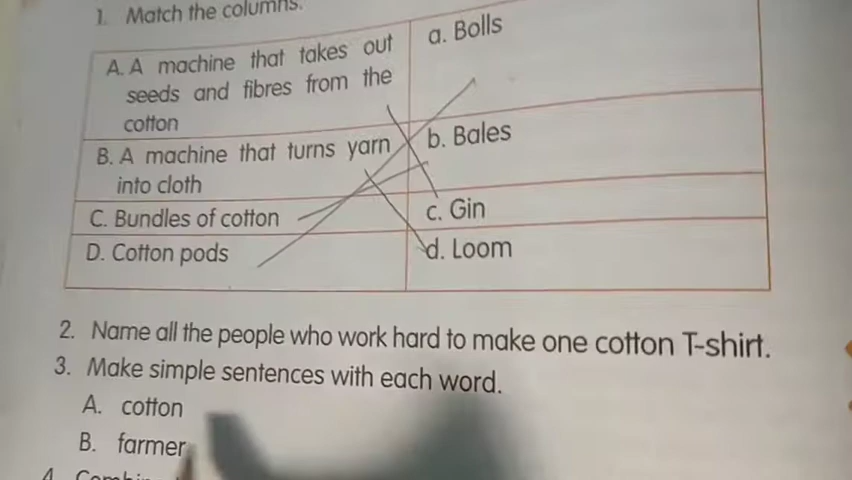 1. Match the columns.
A. A machine that takes out
seeds and fibres from the
cotton
a. Bolls
B. A machine that turns yarn
into cloth
b. Bales
C. Bundles of cotton
c. Gin
D. Cotton pods
d. Loom
2. Name all the people who work hard to make one cotton T-shirt.
3. Make simple sentences with each word.
A. cotton
B. farmer
4.